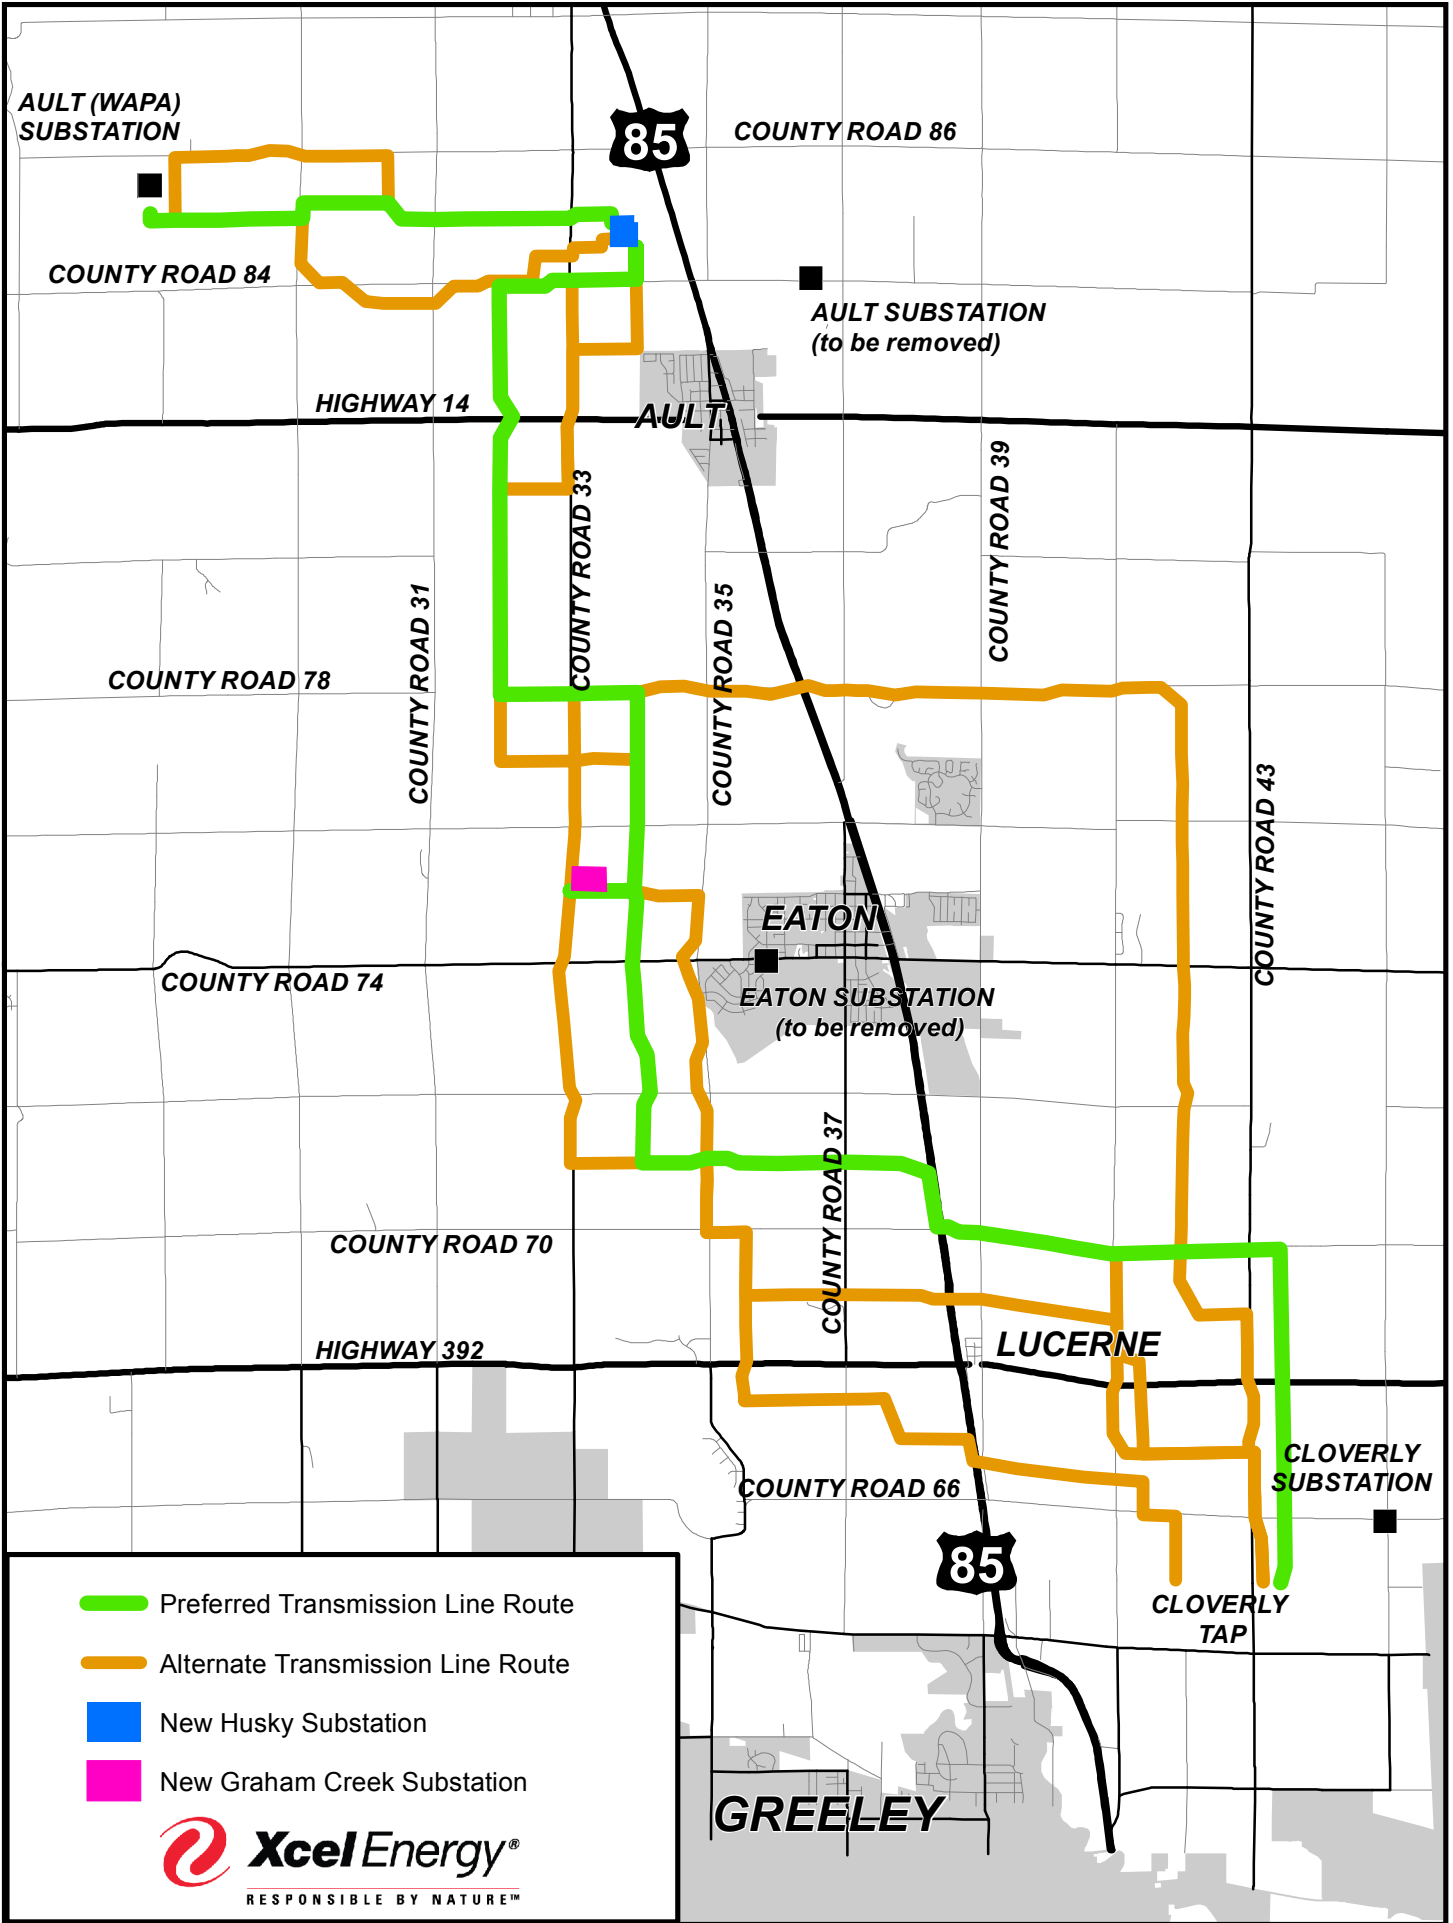 AULT (WAPA)
SUBSTATION
85
COUNTY ROAD 86
COUNTY ROAD 84
AULT SUBSTATION
(to be removed)
HIGHWAY 14
AULT
COUNTY ROAD 33
COUNTY ROAD 39
COUNTY ROAD 31
COUNTY ROAD 35
COUNTY ROAD 78
COUNTY ROAD 43
EATON
COUNTY ROAD 74
EATON SUBSTATION
(to be removed)
COUNTY ROAD 37
COUNTY ROAD 70
LUCERNE
HIGHWAY 392
CLOVERLY
SUBSTATION
COUNTY ROAD 66
85
CLOVERLY
TAP
Preferred Transmission Line Route
Alternate Transmission Line Route
New Husky Substation
New Graham Creek Substation
GREELEY
Xcel Energy®
RESPONSIBLE BY NATURE™